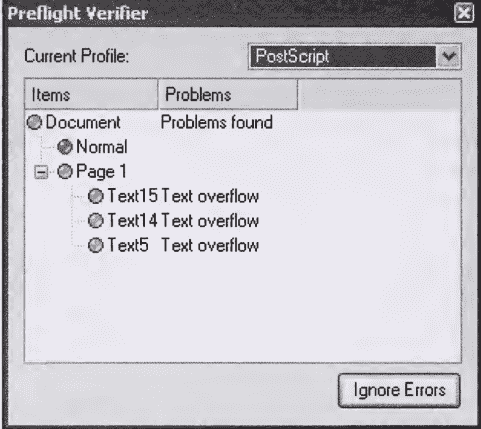 Preflight Verifier
Current Profile: PostScript
Items Problems
Document Problems found
Normal
Page 1
Text15 Text overflow
Text14 Text overflow
Text5 Text overflow
Ignore Errors